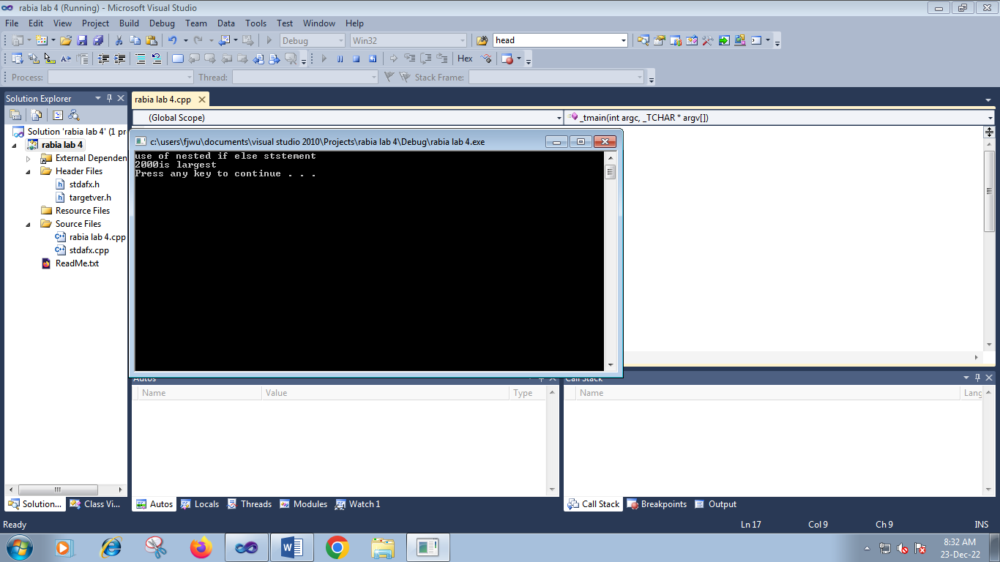 rabia lab 4 (Running) - Microsoft Visual Studio
File Edit View Project Build Debug Team Data Tools Test Window Help
Debug Win32 head
Hex
Process: Thread: Stack Frame:
Solution Explorer
rabia lab 4.cpp
(Global Scope)
_tmain(int argc, _TCHAR * argv[])
Solution 'rabia lab 4' (1 pr
rabia lab 4
External Dependen
Header Files
stdafx.h
targetver.h
Resource Files
Source Files
rabia lab 4.cpp
stdafx.cpp
ReadMe.txt
c:\users\fjwu\documents\visual studio 2010\Projects\rabia lab 4\Debug\rabia lab 4.exe
use of nested if else ststement
2000is largest
Press any key to continue . . .
Autos
Name Value Type
Call Stack
Name Lang
Solution... Class Vi...
Autos Locals Threads Modules Watch 1
Call Stack Breakpoints Output
Ready Ln 17 Col 9 Ch 9 INS
8:32 AM
23-Dec-22